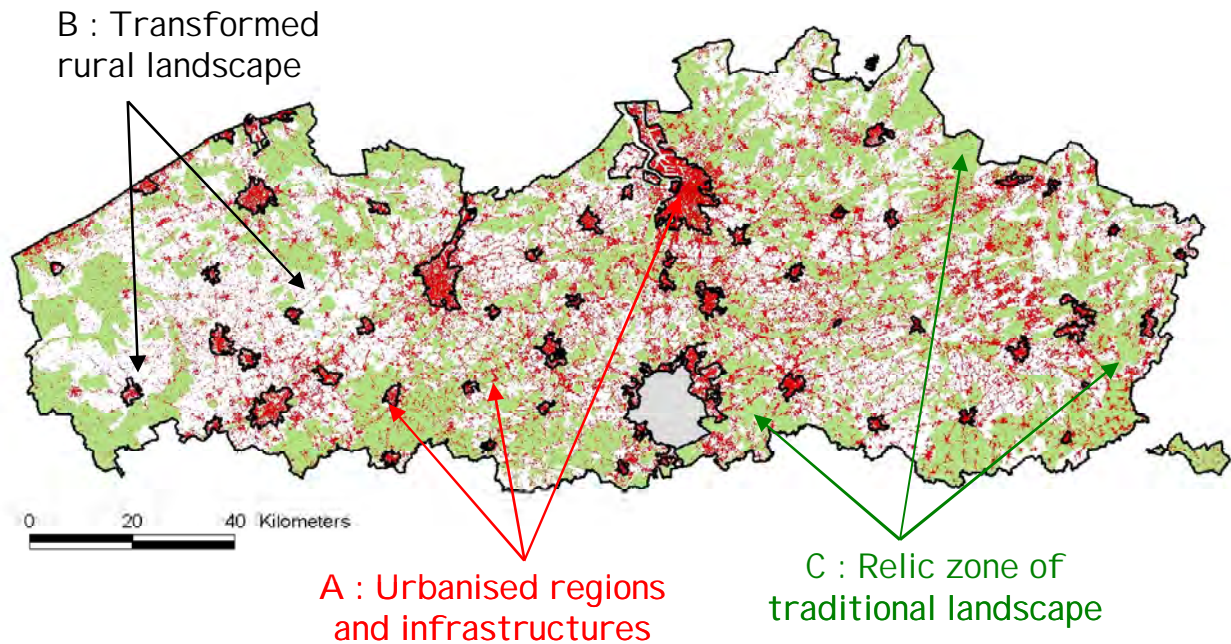 B : Transformed
rural landscape
0 20 40 Kilometers
A : Urbanised regions
and infrastructures
C : Relic zone of
traditional landscape